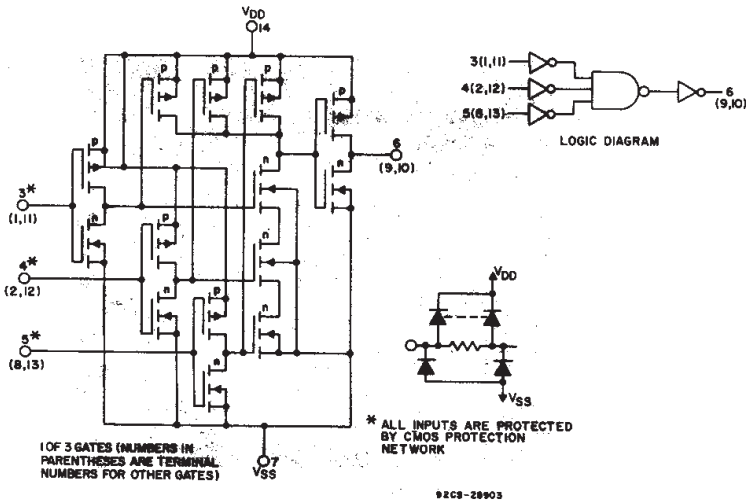 VDD
14
p
p
p
p
p
n
p
n
n
n
p
n
p
n
n
n
3*
(1,11)
4*
(2,12)
5*
(8,13)
6
(9,10)
7
VSS
1 OF 3 GATES (NUMBERS IN
PARENTHESES ARE TERMINAL
NUMBERS FOR OTHER GATES)
3(1,11)
4(2,12)
5(8,13)
6
(9,10)
LOGIC DIAGRAM
VDD
VSS
* ALL INPUTS ARE PROTECTED
BY CMOS PROTECTION
NETWORK
92CS-28903